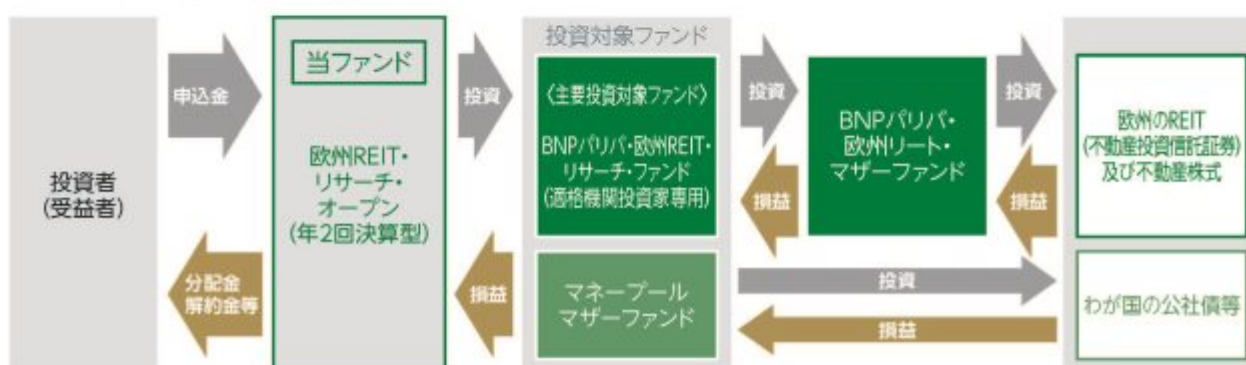 投資者
(受益者)
申込金
分配金
解約金等
当ファンド
欧州REIT・
リサーチ・
オープン
(年2回決算型)
投資
損益
投資対象ファンド
〈主要投資対象ファンド〉
BNPパリバ・欧州REIT・
リサーチ・ファンド
(適格機関投資家専用)
マネープール
マザーファンド
投資
損益
BNPパリバ・
欧州リート・
マザーファンド
投資
損益
投資
損益
欧州のREIT
(不動産投資信託証券)
及び不動産株式
わが国の公社債等